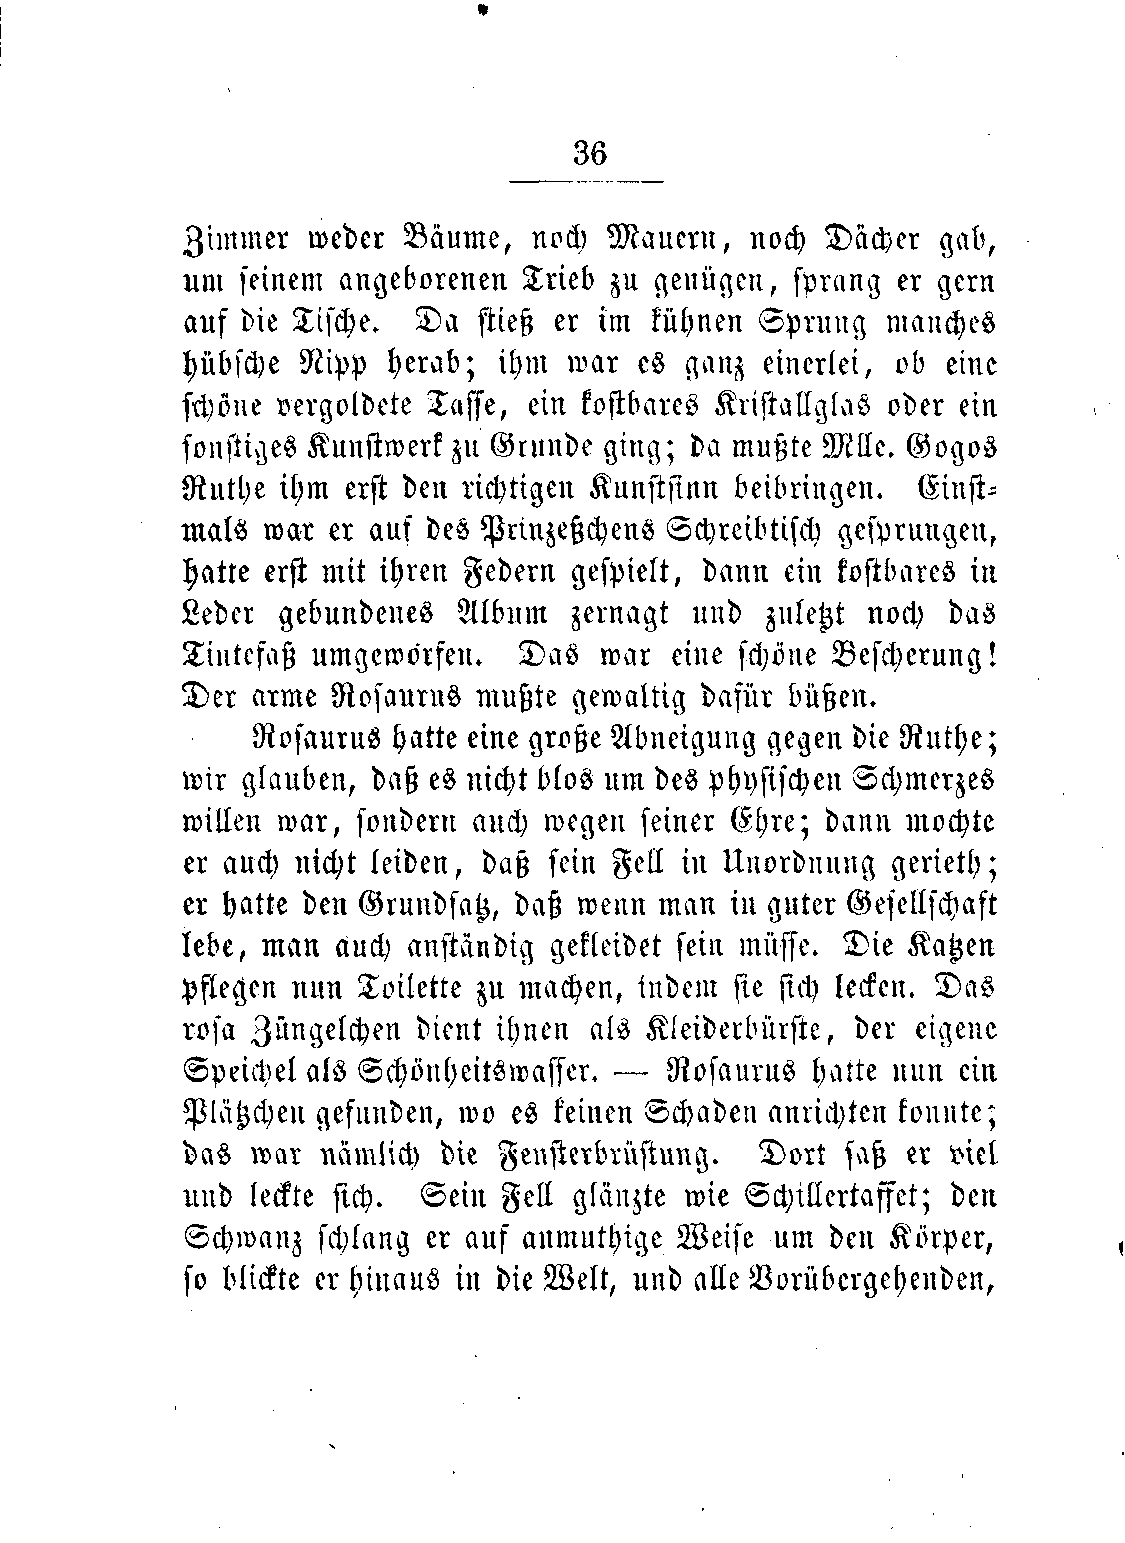 36
Zimmer weder Bäume, noch Mauern, noch Dächer gab,
um seinem angeborenen Trieb zu genügen, sprang er gern
auf die Tische. Da stieß er im kühnen Sprung manches
hübsche Nipp herab; ihm war es ganz einerlei, ob eine
schöne vergoldete Tasse, ein kostbares Kristallglas oder ein
sonstiges Kunstwerk zu Grunde ging; da mußte Mlle. Gogos
Ruthe ihm erst den richtigen Kunstsinn beibringen. Einst-
mals war er auf des Prinzeßchens Schreibtisch gesprungen,
hatte erst mit ihren Federn gespielt, dann ein kostbares in
Leder gebundenes Album zernagt und zuletzt noch das
Tintefaß umgeworfen. Das war eine schöne Bescherung!
Der arme Rosaurus mußte gewaltig dafür büßen.
Rosaurus hatte eine große Abneigung gegen die Ruthe;
wir glauben, daß es nicht blos um des physischen Schmerzes
willen war, sondern auch wegen seiner Ehre; dann mochte
er auch nicht leiden, daß sein Fell in Unordnung gerieth;
er hatte den Grundsatz, daß wenn man in guter Gesellschaft
lebe, man auch anständig gekleidet sein müsse. Die Katzen
pflegen nun Toilette zu machen, indem sie sich lecken. Das
rosa Züngelchen dient ihnen als Kleiderbürste, der eigene
Speichel als Schönheitswasser. — Rosaurus hatte nun ein
Plätzchen gefunden, wo es keinen Schaden anrichten konnte;
das war nämlich die Fensterbrüstung. Dort saß er viel
und leckte sich. Sein Fell glänzte wie Schillertaffet; den
Schwanz schlang er auf anmuthige Weise um den Körper,
so blickte er hinaus in die Welt, und alle Vorübergehenden,